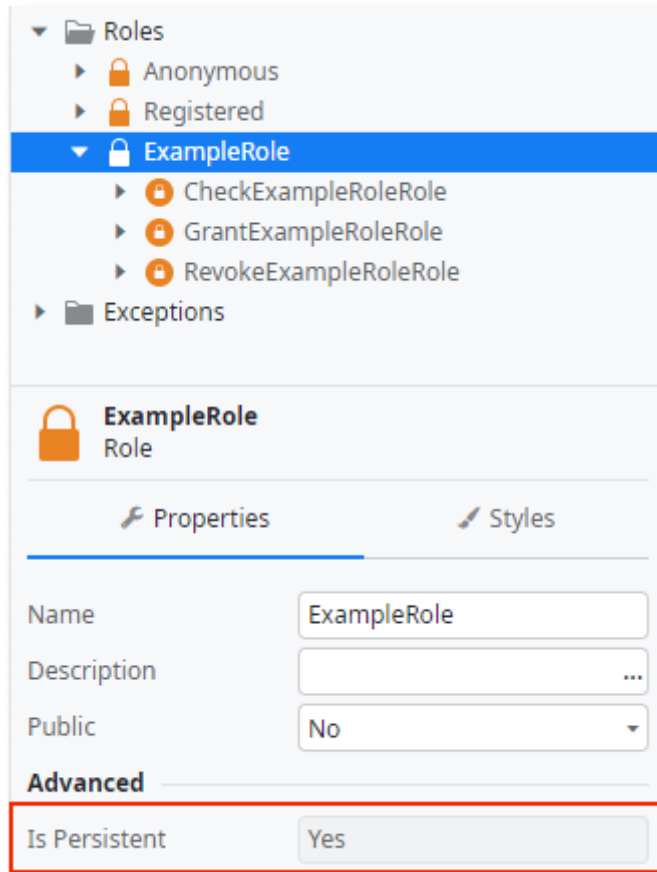 Roles
Anonymous
Registered
ExampleRole
CheckExampleRoleRole
GrantExampleRoleRole
RevokeExampleRoleRole
Exceptions
ExampleRole
Role
Properties Styles
Name ExampleRole
Description ...
Public No
Advanced
Is Persistent Yes